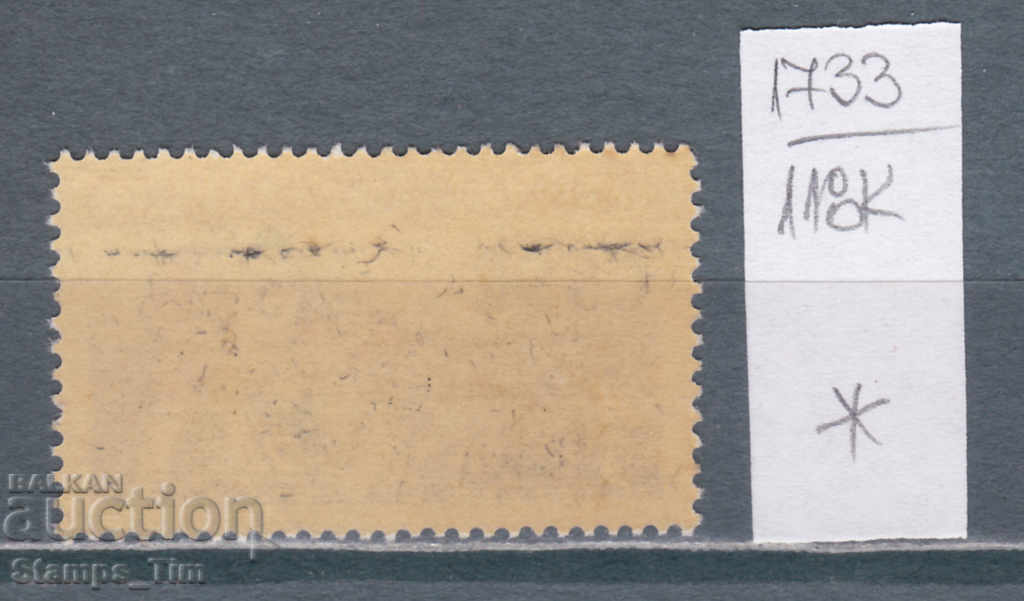 1733
118K
*
BALKAN
auction
Stamps_Tim